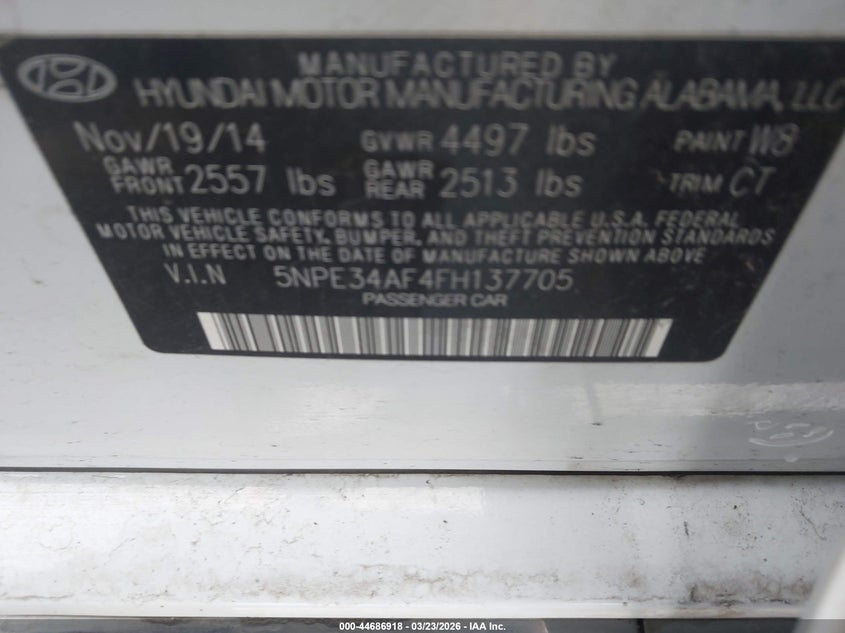 MANUFACTURED BY
HYUNDAI MOTOR MANUFACTURING ALABAMA, LLC
Nov/19/14 GVWR 4497 lbs PAINT W8
GAWR FRONT 2557 lbs GAWR REAR 2513 lbs TRIM CT
THIS VEHICLE CONFORMS TO ALL APPLICABLE U.S.A. FEDERAL
MOTOR VEHICLE SAFETY, BUMPER, AND THEFT PREVENTION STANDARDS
IN EFFECT ON THE DATE OF MANUFACTURE SHOWN ABOVE
V.I.N 5NPE34AF4FH137705
PASSENGER CAR
000-44686918 - 03/23/2026 - IAA Inc.